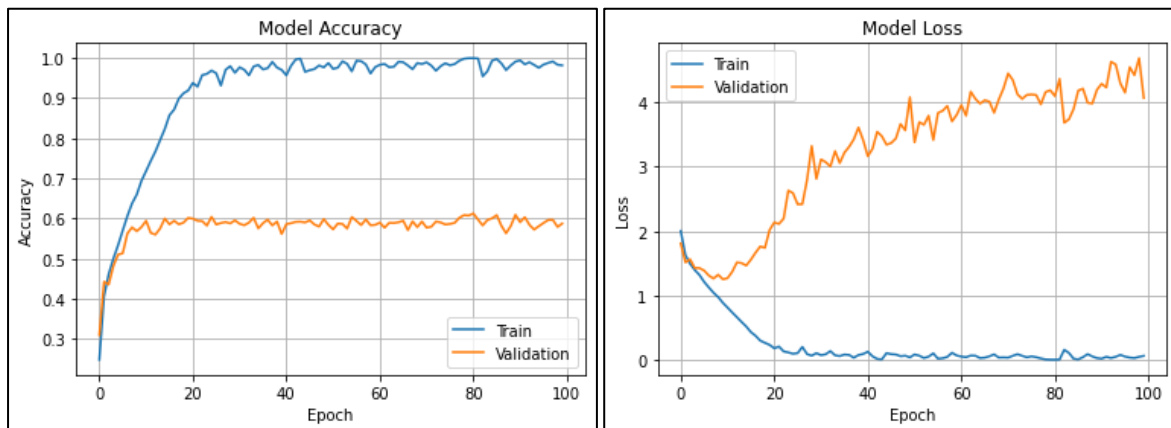 Model Accuracy
1.0
0.9
0.8
0.7
0.6
0.5
0.4
0.3
Accuracy
Train
Validation
0 20 40 60 80 100
Epoch
Model Loss
Train
Validation
4
3
2
1
0
Loss
0 20 40 60 80 100
Epoch